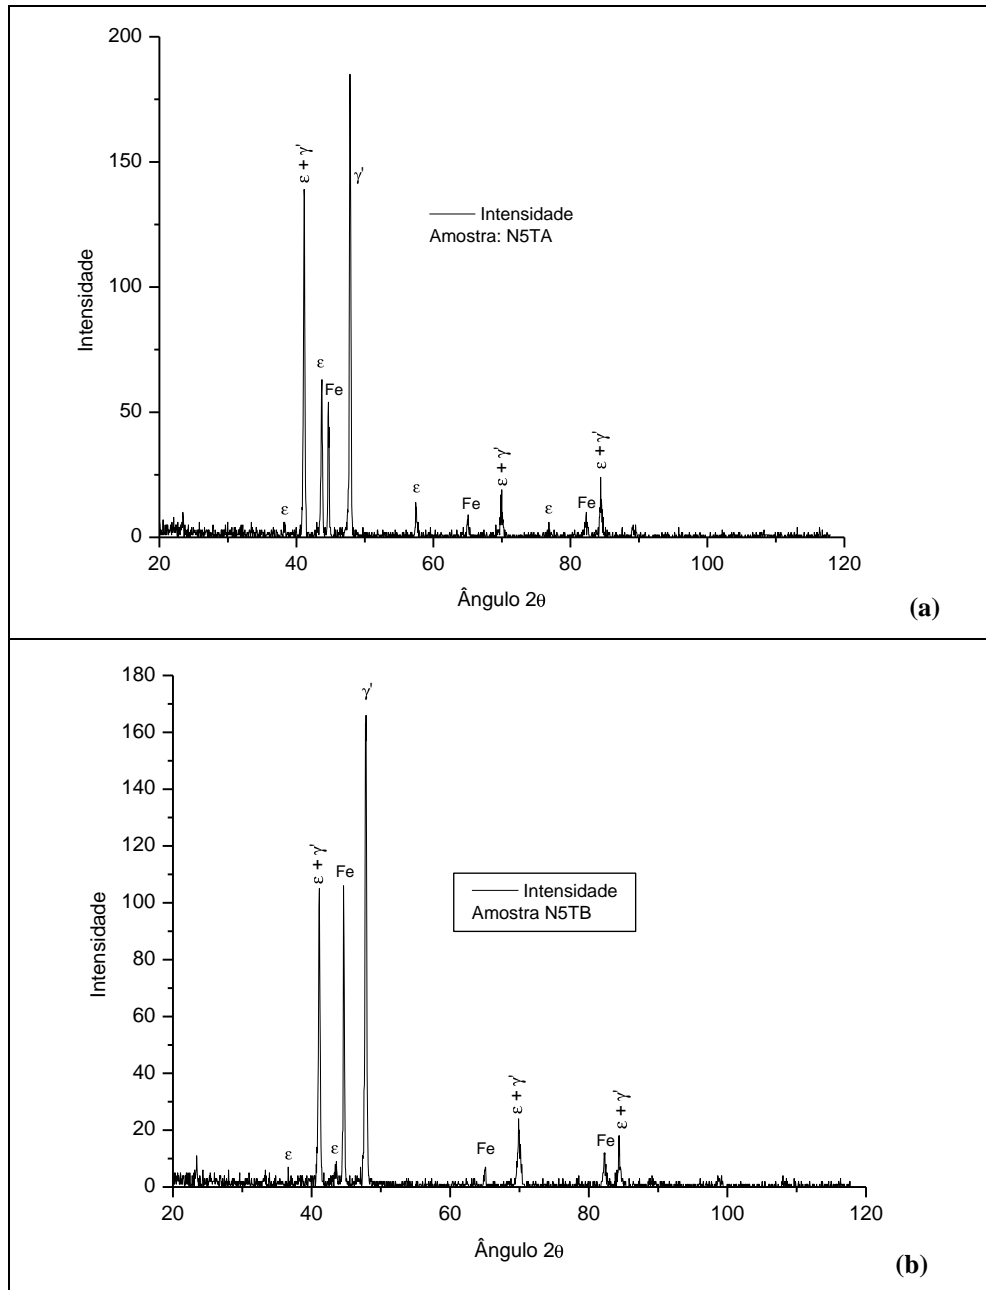 200
150
100
50
0
20
40
60
80
100
120
Intensidade
Ângulo 2θ
ε + γ'
γ'
ε
Fe
ε
ε
Fe
ε + γ'
ε
Fe
ε + γ'
Intensidade
Amostra: N5TA
(a)
180
160
140
120
100
80
60
40
20
0
20
40
60
80
100
120
Intensidade
Ângulo 2θ
γ'
ε + γ'
Fe
ε
ε
Fe
ε + γ'
Fe
ε + γ'
Intensidade
Amostra N5TB
(b)